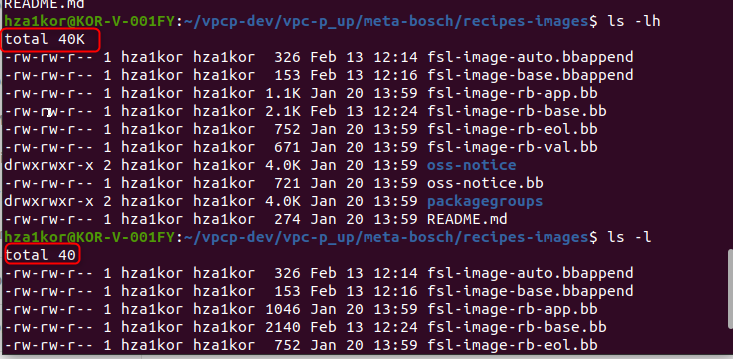 README.md
hza1kor@KOR-V-001FY:~/vpcp-dev/vpc-p_up/meta-bosch/recipes-images$ ls -lh
total 40K
-rw-rw-r-- 1 hza1kor hza1kor  326 Feb 13 12:14 fsl-image-auto.bbappend
-rw-rw-r-- 1 hza1kor hza1kor  153 Feb 13 12:16 fsl-image-base.bbappend
-rw-rw-r-- 1 hza1kor hza1kor 1.1K Jan 20 13:59 fsl-image-rb-app.bb
-rw-rw-r-- 1 hza1kor hza1kor 2.1K Feb 13 12:24 fsl-image-rb-base.bb
-rw-rw-r-- 1 hza1kor hza1kor  752 Jan 20 13:59 fsl-image-rb-eol.bb
-rw-rw-r-- 1 hza1kor hza1kor  671 Jan 20 13:59 fsl-image-rb-val.bb
drwxrwxr-x 2 hza1kor hza1kor 4.0K Jan 20 13:59 oss-notice
-rw-rw-r-- 1 hza1kor hza1kor  721 Jan 20 13:59 oss-notice.bb
drwxrwxr-x 2 hza1kor hza1kor 4.0K Jan 20 13:59 packagegroups
-rw-rw-r-- 1 hza1kor hza1kor  274 Jan 20 13:59 README.md
hza1kor@KOR-V-001FY:~/vpcp-dev/vpc-p_up/meta-bosch/recipes-images$ ls -l
total 40
-rw-rw-r-- 1 hza1kor hza1kor  326 Feb 13 12:14 fsl-image-auto.bbappend
-rw-rw-r-- 1 hza1kor hza1kor  153 Feb 13 12:16 fsl-image-base.bbappend
-rw-rw-r-- 1 hza1kor hza1kor 1046 Jan 20 13:59 fsl-image-rb-app.bb
-rw-rw-r-- 1 hza1kor hza1kor 2140 Feb 13 12:24 fsl-image-rb-base.bb
-rw-rw-r-- 1 hza1kor hza1kor  752 Jan 20 13:59 fsl-image-rb-eol.bb